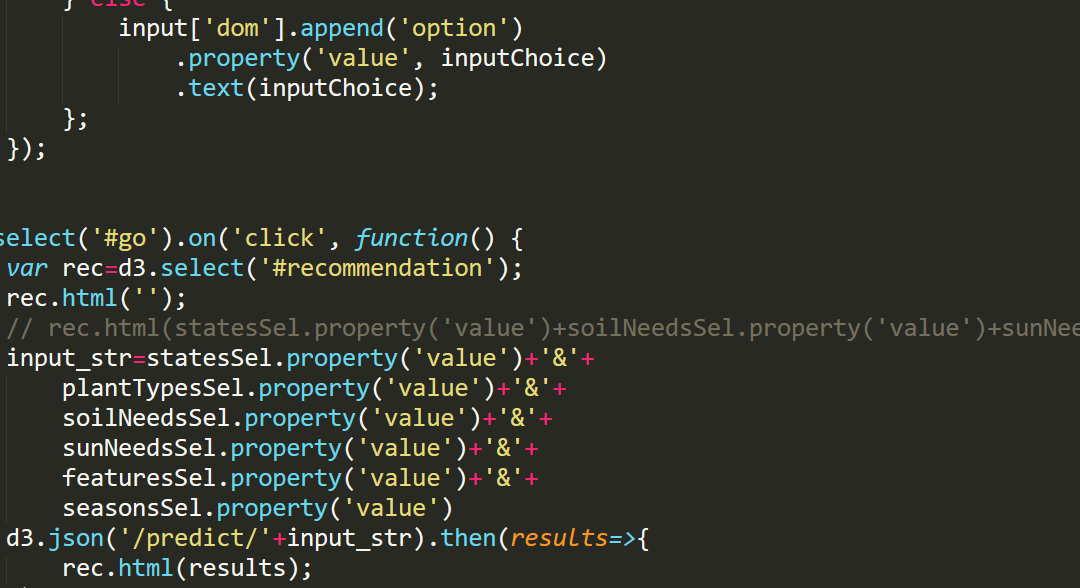 } else {
input['dom'].append('option')
.property('value', inputChoice)
.text(inputChoice);
};
});
select('#go').on('click', function() {
var rec=d3.select('#recommendation');
rec.html('');
// rec.html(statesSel.property('value')+soilNeedsSel.property('value')+sunNee
input_str=statesSel.property('value')+'&'+
plantTypesSel.property('value')+'&'+
soilNeedsSel.property('value')+'&'+
sunNeedsSel.property('value')+'&'+
featuresSel.property('value')+'&'+
seasonsSel.property('value')
d3.json('/predict/'+input_str).then(results=>{
rec.html(results);